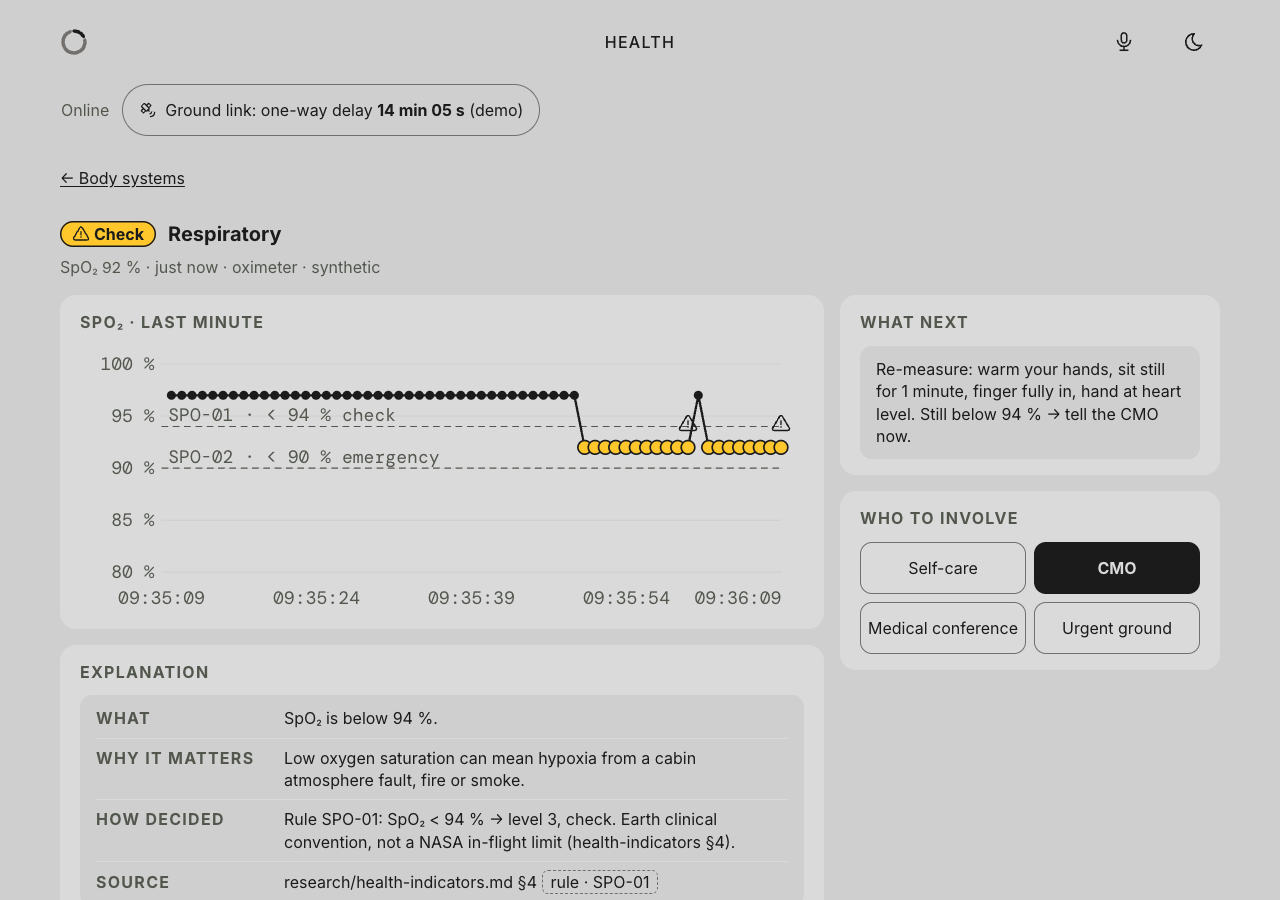 HEALTH
Online
Ground link: one-way delay 14 min 05 s (demo)
← Body systems
Check
Respiratory
SpO₂ 92 % · just now · oximeter · synthetic
SPO₂ · LAST MINUTE
100 %
95 %
SPO-01 · < 94 % check
90 %
SPO-02 · < 90 % emergency
85 %
80 %
09:35:09 09:35:24 09:35:39 09:35:54 09:36:09
WHAT NEXT
Re-measure: warm your hands, sit still
for 1 minute, finger fully in, hand at heart
level. Still below 94 % → tell the CMO
now.
WHO TO INVOLVE
Self-care
CMO
Medical conference
Urgent ground
EXPLANATION
WHAT
SpO₂ is below 94 %.
WHY IT MATTERS
Low oxygen saturation can mean hypoxia from a cabin
atmosphere fault, fire or smoke.
HOW DECIDED
Rule SPO-01: SpO₂ < 94 % → level 3, check. Earth clinical
convention, not a NASA in-flight limit (health-indicators §4).
SOURCE
research/health-indicators.md §4 rule · SPO-01